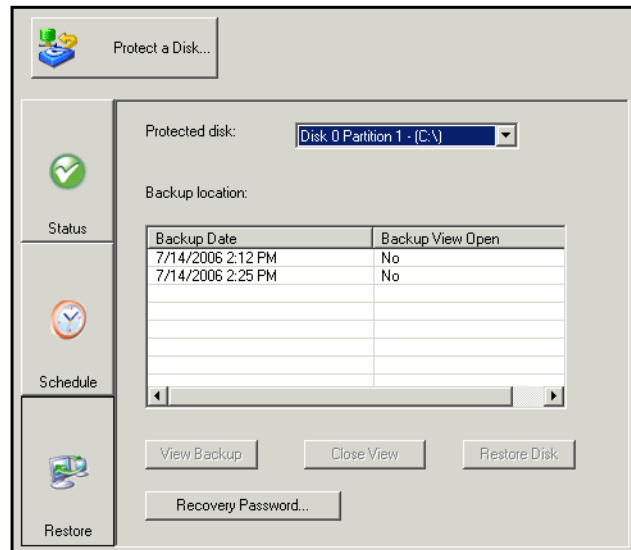 Protect a Disk...
Protected disk:
Disk 0 Partition 1 - (C:\)
Backup location:
Status
Backup Date Backup View Open
7/14/2006 2:12 PM No
7/14/2006 2:25 PM No
Schedule
View Backup Close View Restore Disk
Recovery Password...
Restore